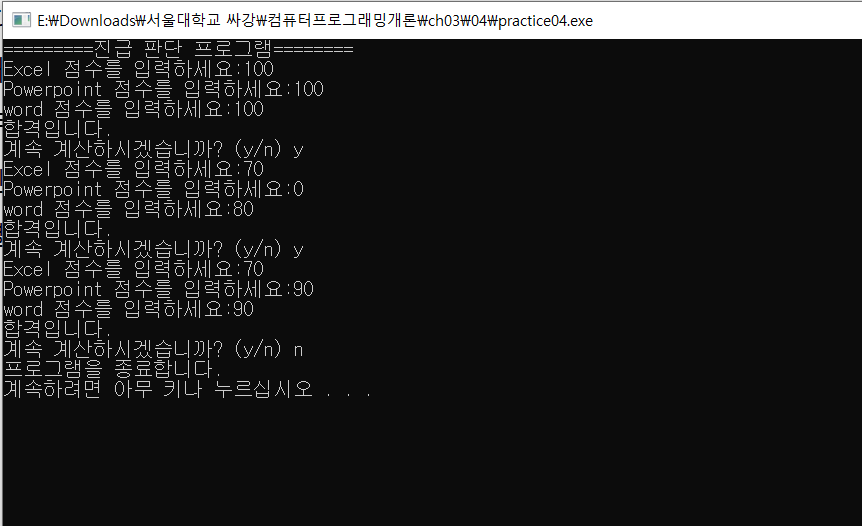 E:₩Downloads₩서울대학교 싸강₩컴퓨터프로그래밍개론₩ch03₩04₩practice04.exe
=========진급 판단 프로그램========
Excel 점수를 입력하세요:100
Powerpoint 점수를 입력하세요:100
word 점수를 입력하세요:100
합격입니다.
계속 계산하시겠습니까? (y/n) y
Excel 점수를 입력하세요:70
Powerpoint 점수를 입력하세요:0
word 점수를 입력하세요:80
합격입니다.
계속 계산하시겠습니까? (y/n) y
Excel 점수를 입력하세요:70
Powerpoint 점수를 입력하세요:90
word 점수를 입력하세요:90
합격입니다.
계속 계산하시겠습니까? (y/n) n
프로그램을 종료합니다.
계속하려면 아무 키나 누르십시오 . . .